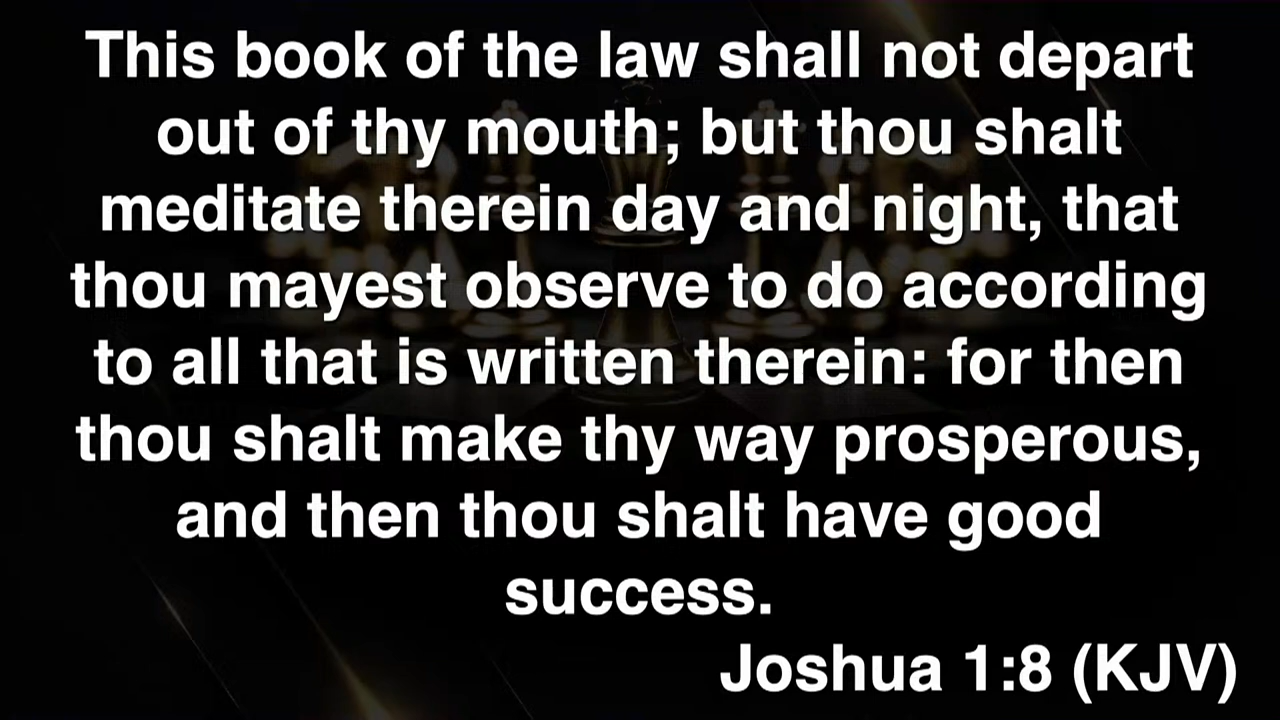 This book of the law shall not depart
out of thy mouth; but thou shalt
meditate therein day and night, that
thou mayest observe to do according
to all that is written therein: for then
thou shalt make thy way prosperous,
and then thou shalt have good
success.
Joshua 1:8 (KJV)